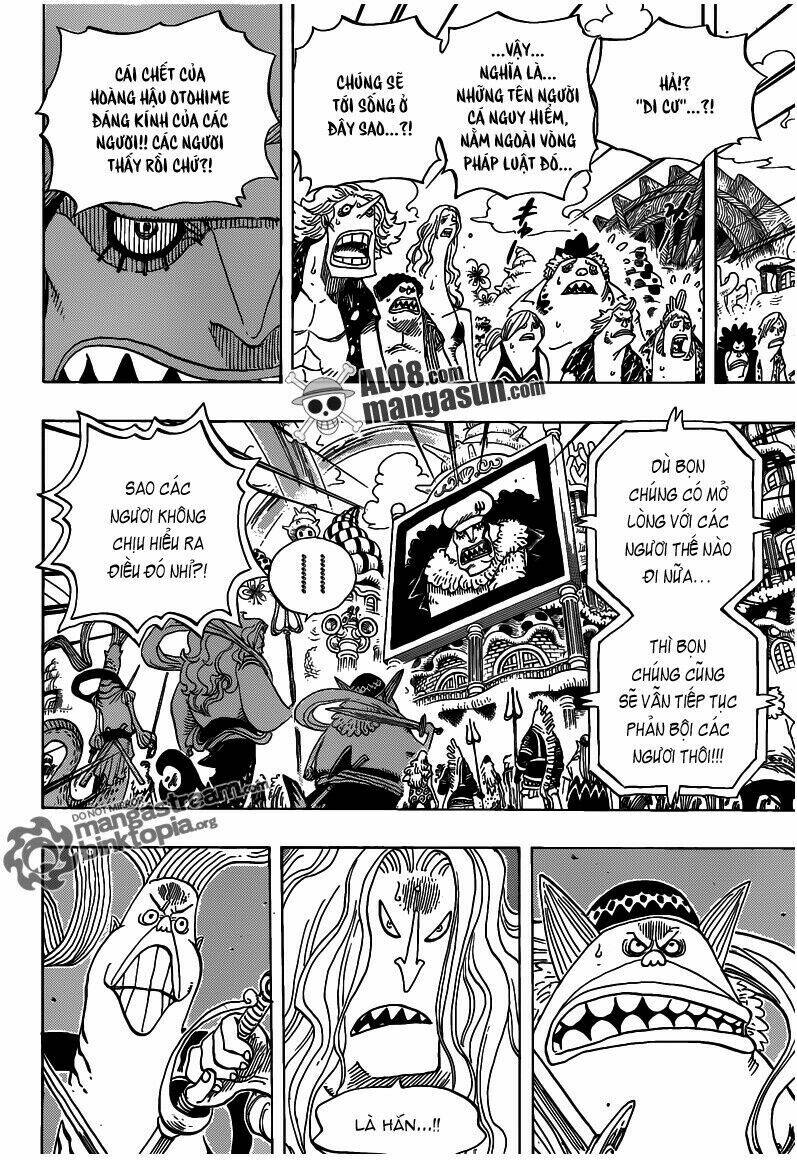 HẢ!?
"DI CƯ"...?!
...VẬY...
NGHĨA LÀ...
NHỮNG TÊN NGƯỜI
CÁ NGUY HIỂM,
NẰM NGOÀI VÒNG
PHÁP LUẬT ĐÓ...
CHÚNG SẼ
TỚI SỐNG Ở
ĐÂY SAO...?!
CÁI CHẾT CỦA
HOÀNG HẬU OTOHIME
ĐÁNG KÍNH CỦA CÁC
NGƯƠI!! CÁC NGƯƠI
THẤY RỒI CHỨ?!
AL08.com
mangasun.com
DÙ BỌN
CHÚNG CÓ MỞ
LÒNG VỚI CÁC
NGƯƠI THẾ NÀO
ĐI NỮA...
THÌ BỌN
CHÚNG CŨNG
SẼ VẪN TIẾP TỤC
PHẢN BỘI CÁC
NGƯƠI THÔI!!!
SAO CÁC
NGƯƠI KHÔNG
CHỊU HIỂU RA
ĐIỀU ĐÓ NHỈ?!
mangastream.com
binktopia.org
LÀ HẮN...!!